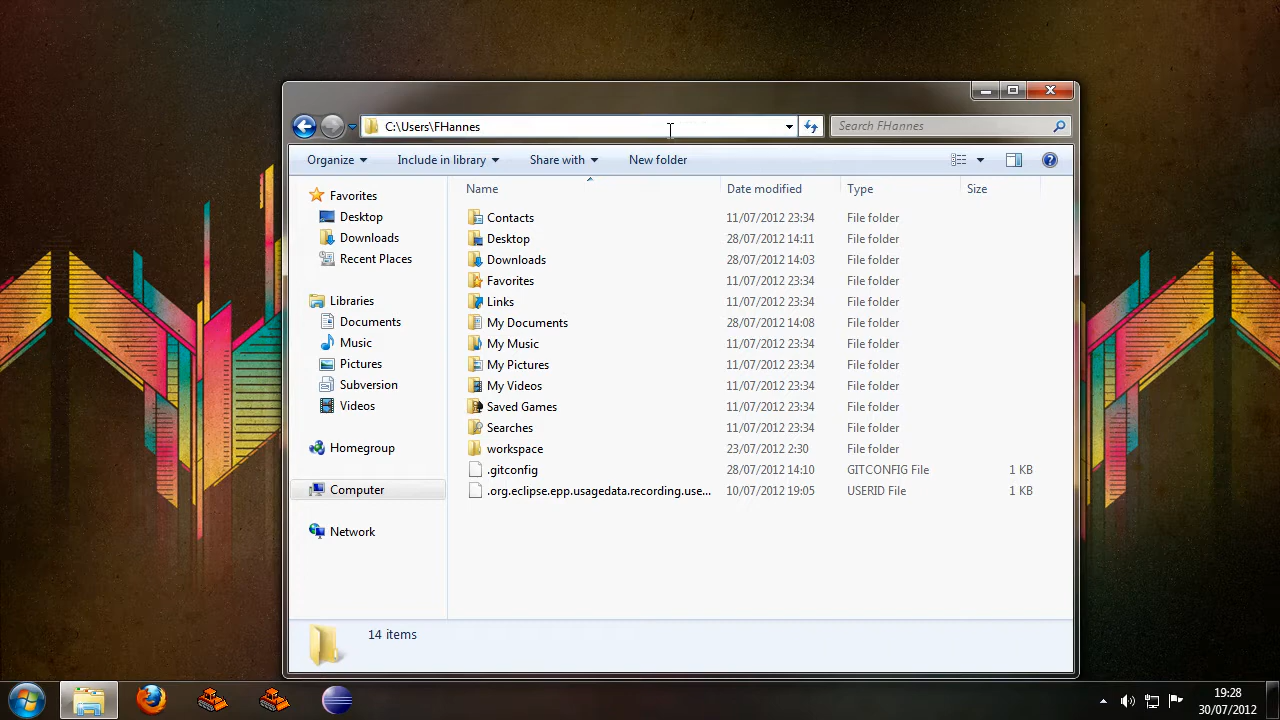 C:\Users\FHannes
Search FHannes
Organize Include in library Share with New folder
Name Date modified Type Size
Favorites
Desktop
Downloads
Recent Places
Libraries
Documents
Music
Pictures
Subversion
Videos
Homegroup
Computer
Network
Contacts 11/07/2012 23:34 File folder
Desktop 28/07/2012 14:11 File folder
Downloads 28/07/2012 14:03 File folder
Favorites 11/07/2012 23:34 File folder
Links 11/07/2012 23:34 File folder
My Documents 28/07/2012 14:08 File folder
My Music 11/07/2012 23:34 File folder
My Pictures 11/07/2012 23:34 File folder
My Videos 11/07/2012 23:34 File folder
Saved Games 11/07/2012 23:34 File folder
Searches 11/07/2012 23:34 File folder
workspace 23/07/2012 2:30 File folder
.gitconfig 28/07/2012 14:10 GITCONFIG File 1 KB
.org.eclipse.epp.usagedata.recording.use... 10/07/2012 19:05 USERID File 1 KB
14 items
19:28
30/07/2012